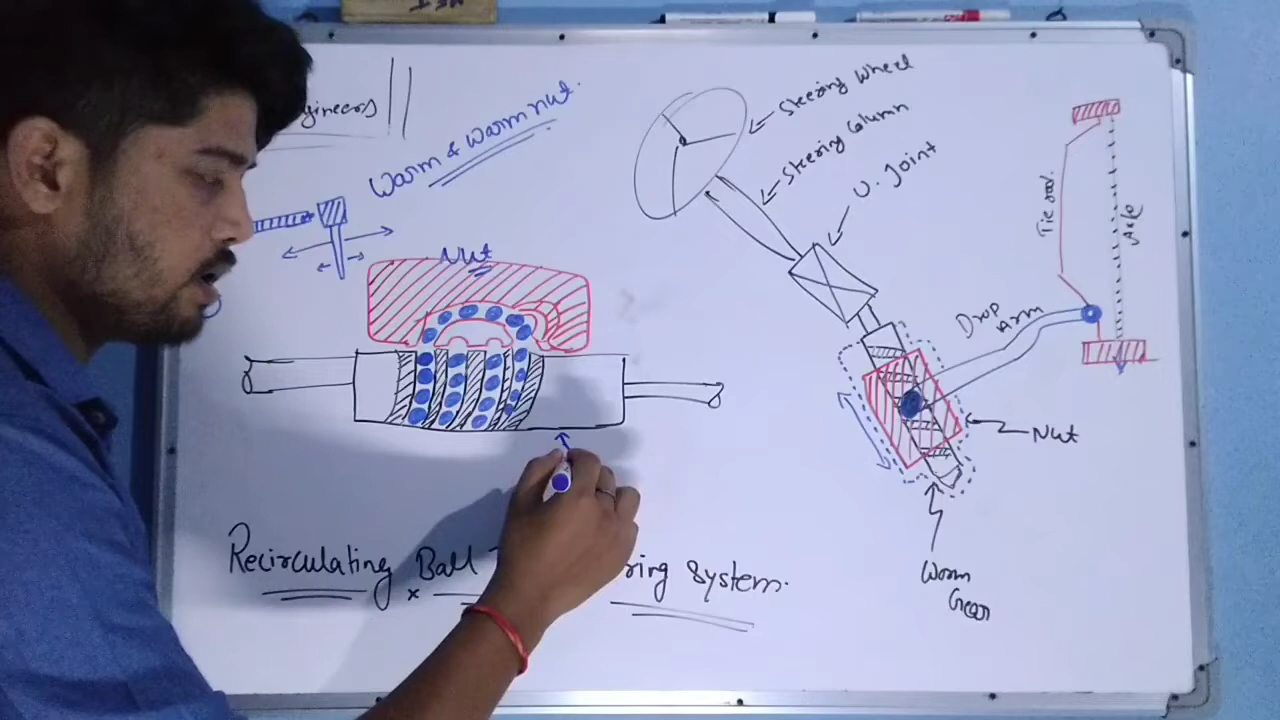 gineers
Warm & Warm nut.
Nut
Steering Wheel
Steering Column
U. Joint
Tie rod.
Axle
Drop
Arm
Nut
Worm
Gear
Recirculating Ball T ring System.